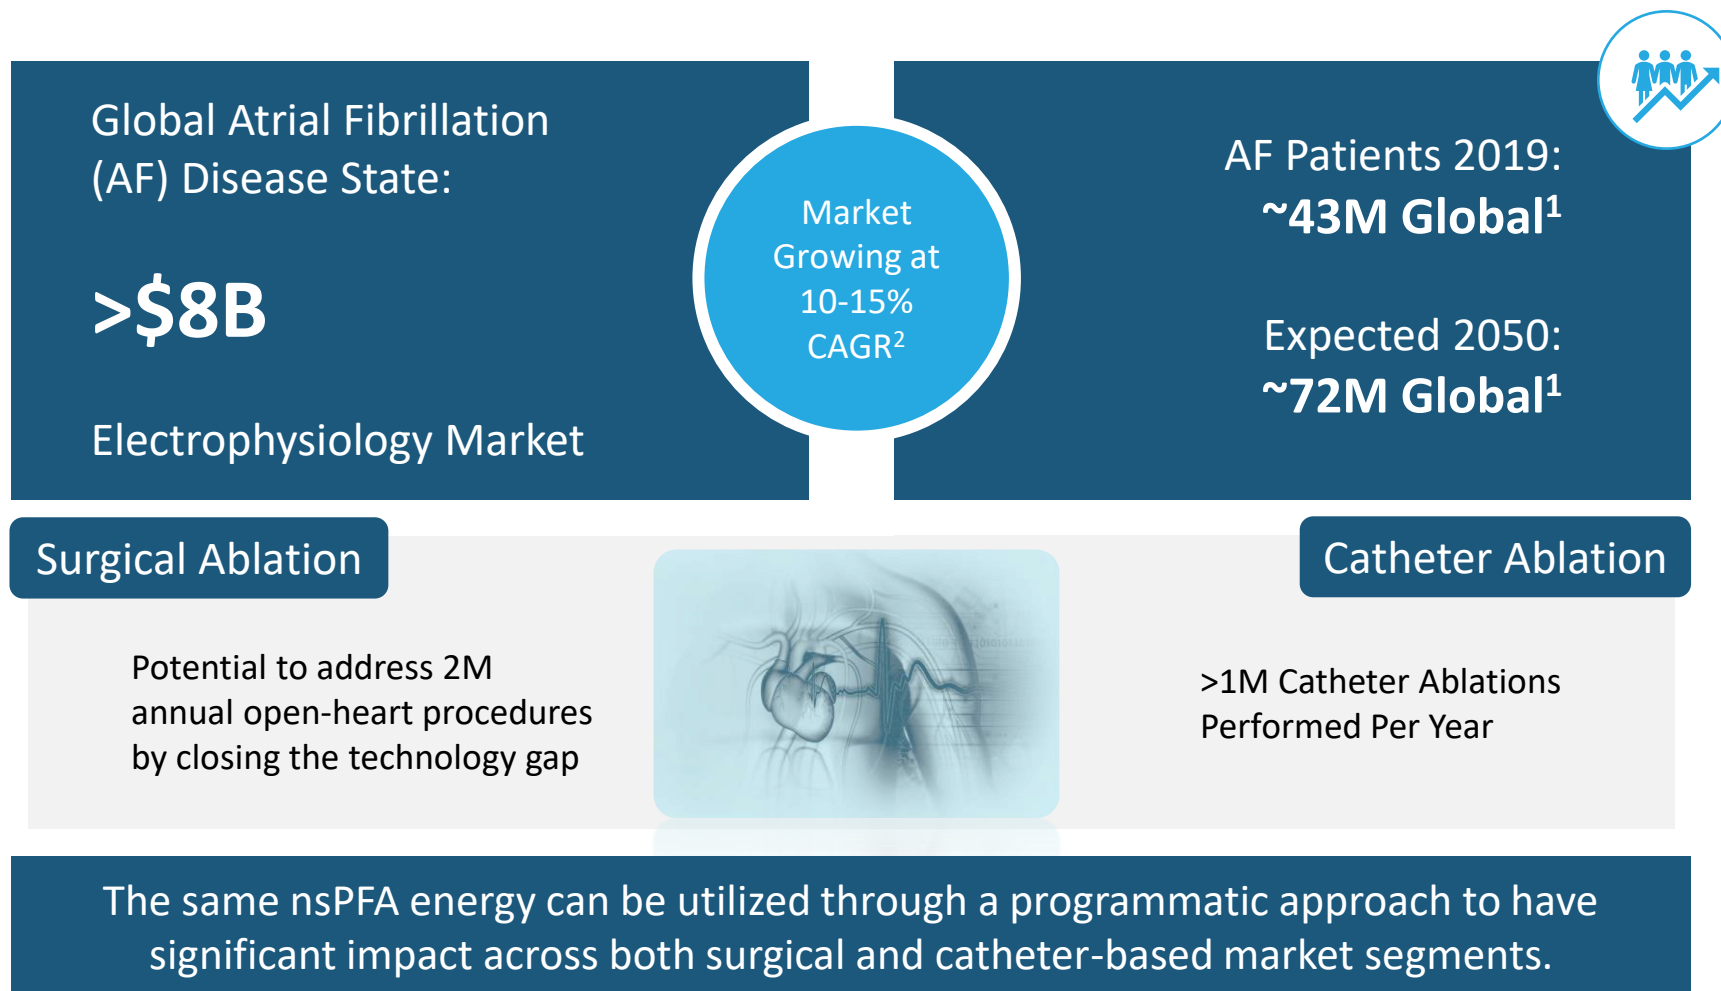 Global Atrial Fibrillation
(AF) Disease State:
>$8B
Electrophysiology Market
Market
Growing at
10-15%
CAGR²
AF Patients 2019:
~43M Global¹
Expected 2050:
~72M Global¹
Surgical Ablation
Potential to address 2M
annual open-heart procedures
by closing the technology gap
Catheter Ablation
>1M Catheter Ablations
Performed Per Year
The same nsPFA energy can be utilized through a programmatic approach to have
significant impact across both surgical and catheter-based market segments.